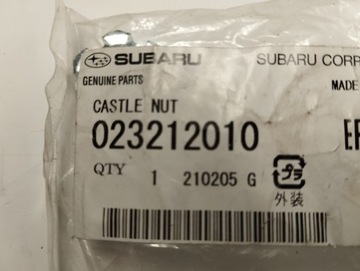 SUBARU SUBARU CORP
GENUINE PARTS MADE
CASTLE NUT
023212010
QTY 1 210205 G
プラ
外装